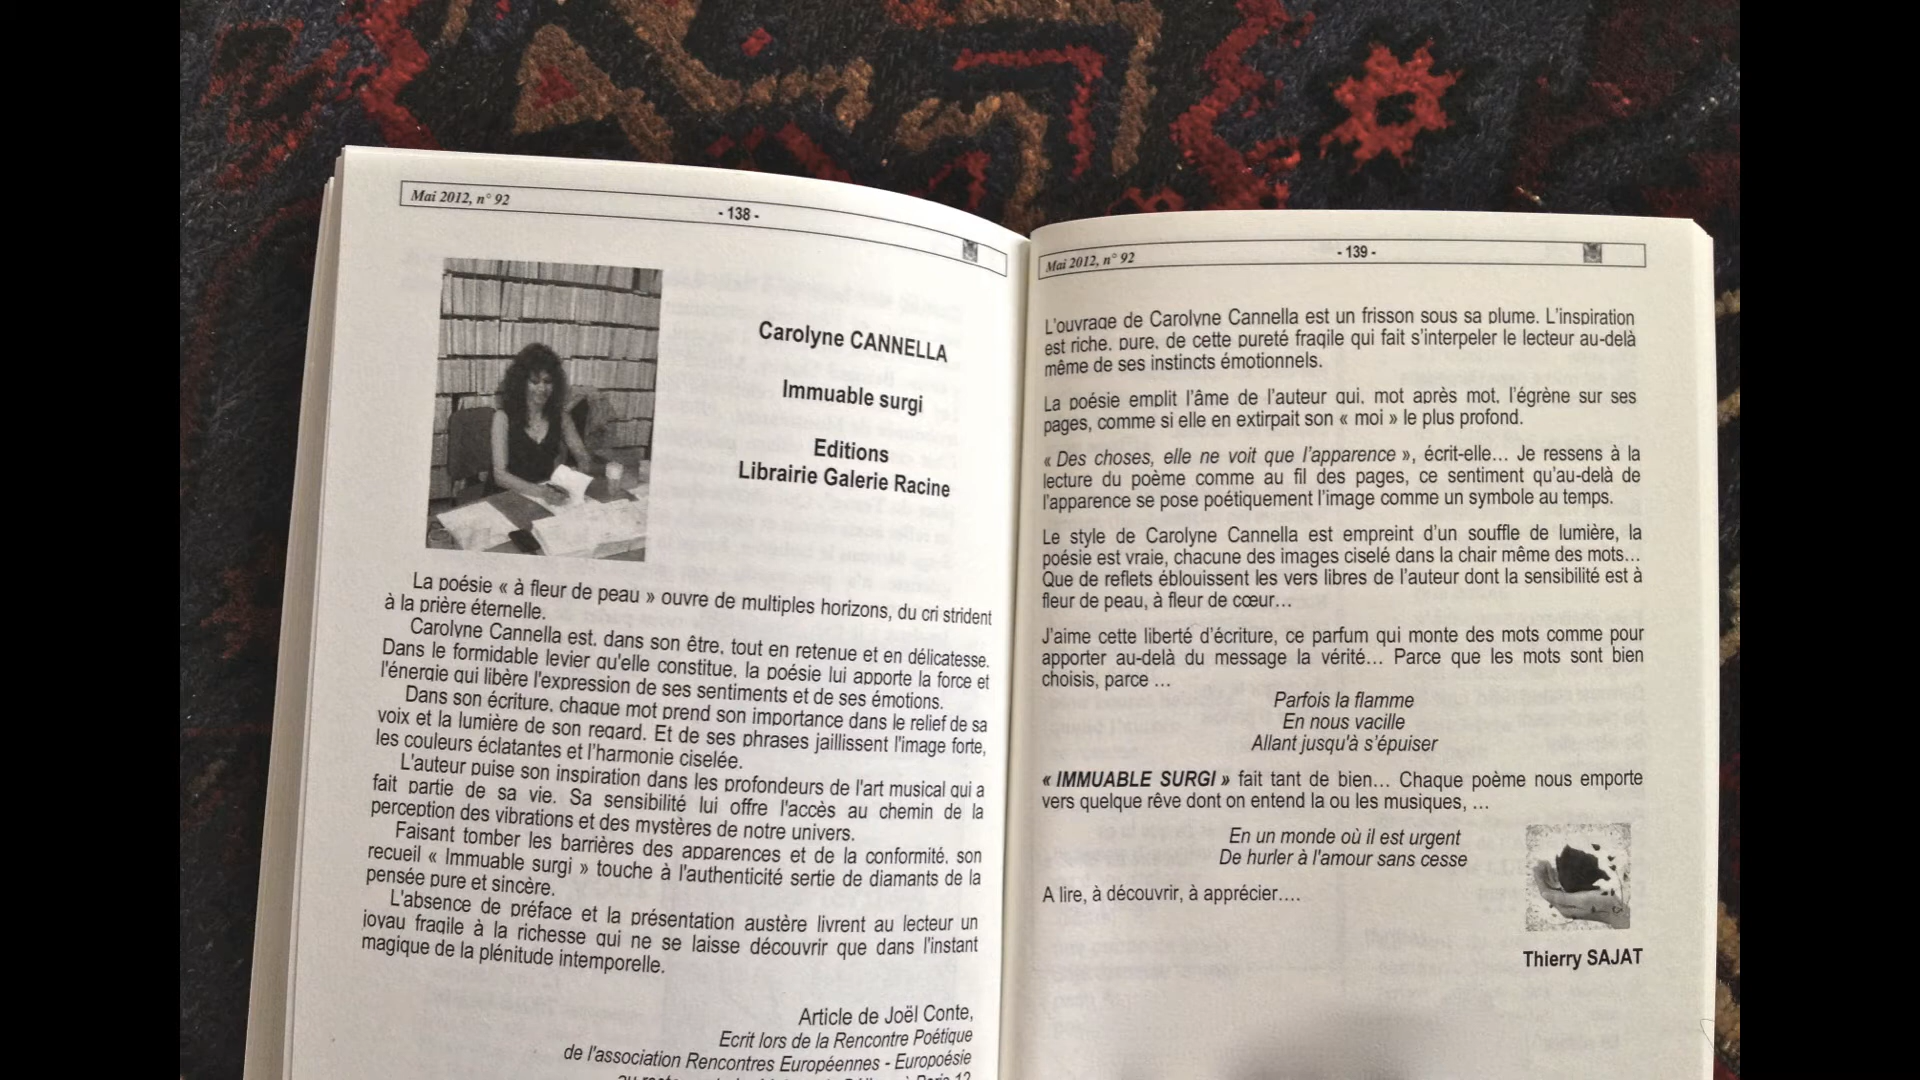 Mai 2012, n° 92
- 138 -
Carolyne CANNELLA
Immuable surgi
Editions
Librairie Galerie Racine
La poésie « à fleur de peau » ouvre de multiples horizons, du cri strident
à la prière éternelle.
Carolyne Cannella est, dans son être, tout en retenue et en délicatesse.
Dans le formidable levier qu'elle constitue, la poésie lui apporte la force et
l'énergie qui libère l'expression de ses sentiments et de ses émotions.
Dans son écriture, chaque mot prend son importance dans le relief de sa
voix et la lumière de son regard. Et de ses phrases jaillissent l'image forte,
les couleurs éclatantes et l'harmonie ciselée.
L'auteur puise son inspiration dans les profondeurs de l'art musical qui a
fait partie de sa vie. Sa sensibilité lui offre l'accès au chemin de la
perception des vibrations et des mystères de notre univers.
Faisant tomber les barrières des apparences et de la conformité, son
recueil « Immuable surgi » touche à l'authenticité sertie de diamants de la
pensée pure et sincère.
L'absence de préface et la présentation austère livrent au lecteur un
joyau fragile à la richesse qui ne se laisse découvrir que dans l'instant
magique de la plénitude intemporelle.
Article de Joël Conte,
Ecrit lors de la Rencontre Poétique
de l'association Rencontres Européennes - Europoésie
Mai 2012, n° 92
- 139 -
L'ouvrage de Carolyne Cannella est un frisson sous sa plume. L'inspiration
est riche, pure, de cette pureté fragile qui fait s'interpeler le lecteur au-delà
même de ses instincts émotionnels.
La poésie emplit l'âme de l'auteur qui, mot après mot, l'égrène sur ses
pages, comme si elle en extirpait son « moi » le plus profond.
« Des choses, elle ne voit que l'apparence », écrit-elle… Je ressens à la
lecture du poème comme au fil des pages, ce sentiment qu'au-delà de
l'apparence se pose poétiquement l'image comme un symbole au temps.
Le style de Carolyne Cannella est empreint d'un souffle de lumière, la
poésie est vraie, chacune des images ciselé dans la chair même des mots…
Que de reflets éblouissent les vers libres de l'auteur dont la sensibilité est à
fleur de peau, à fleur de cœur…
J'aime cette liberté d'écriture, ce parfum qui monte des mots comme pour
apporter au-delà du message la vérité… Parce que les mots sont bien
choisis, parce …
Parfois la flamme
En nous vacille
Allant jusqu'à s'épuiser
« IMMUABLE SURGI » fait tant de bien… Chaque poème nous emporte
vers quelque rêve dont on entend la ou les musiques, …
En un monde où il est urgent
De hurler à l'amour sans cesse
A lire, à découvrir, à apprécier….
Thierry SAJAT